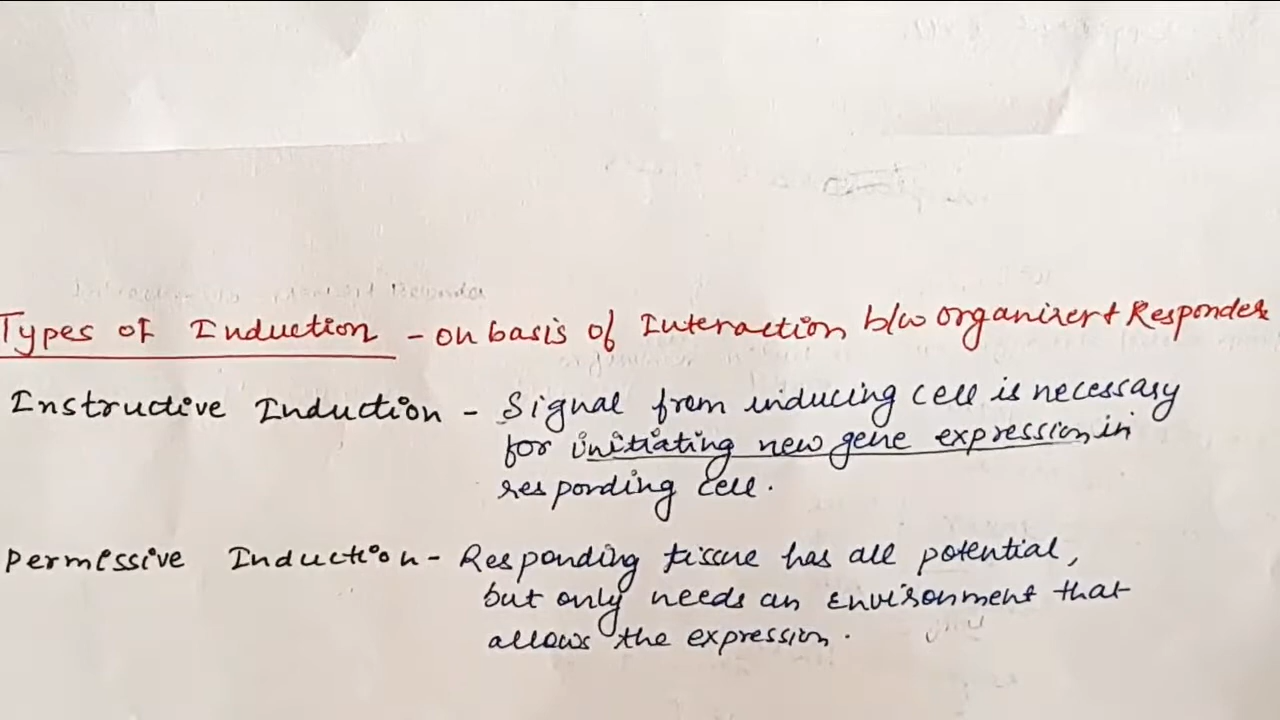 Types of Induction - on basis of Interaction b/w organizer + Responder
Instructive Induction - Signal from inducing cell is necessary
for initiating new gene expression in
responding cell.
Permissive Induction - Responding tissue has all potential,
but only needs an environment that
allows the expression.